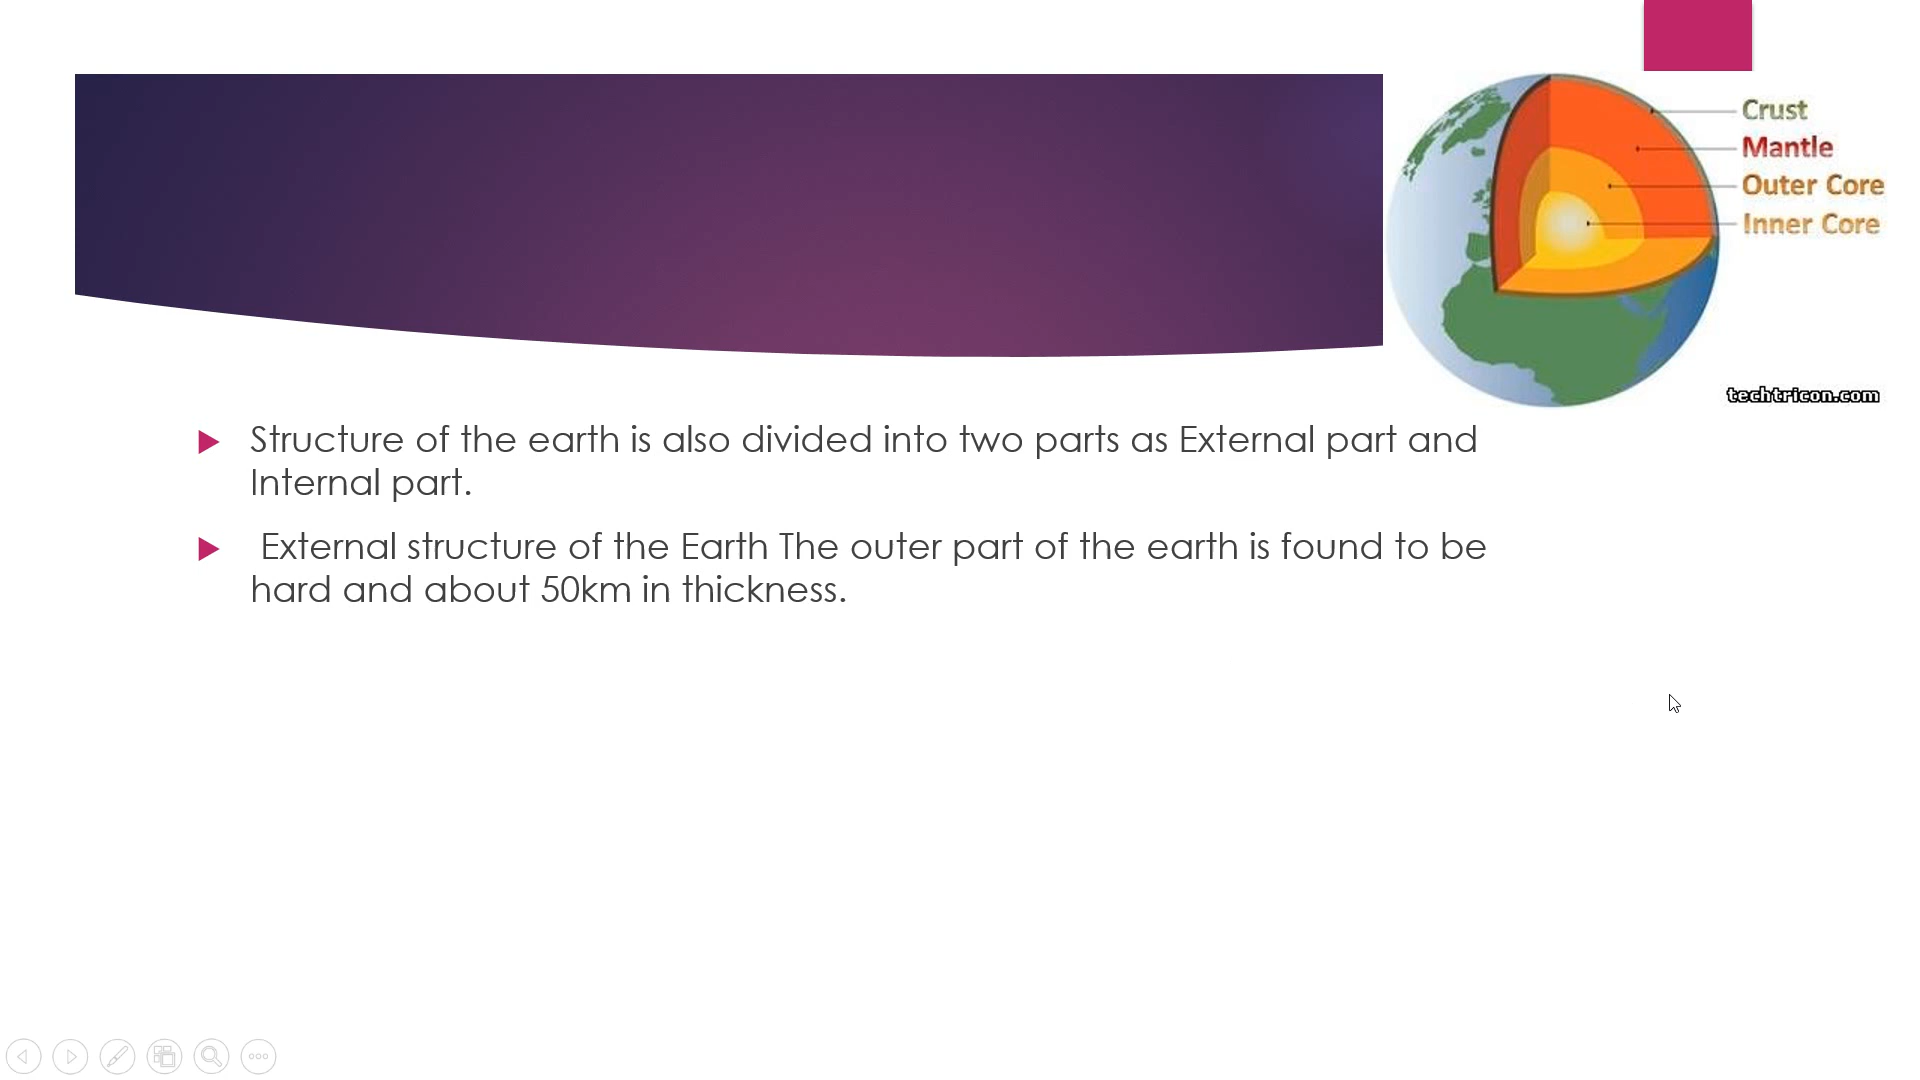 Crust
Mantle
Outer Core
Inner Core
techtricon.com
Structure of the earth is also divided into two parts as External part and
Internal part.
External structure of the Earth The outer part of the earth is found to be
hard and about 50km in thickness.